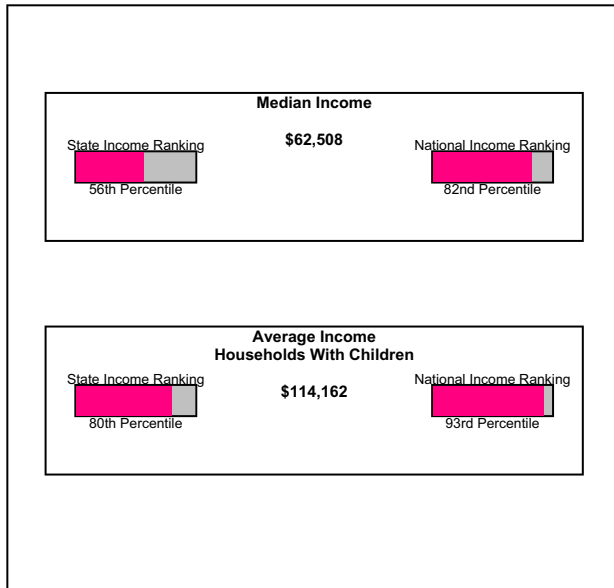 Median Income
$62,508
State Income Ranking
56th Percentile
National Income Ranking
82nd Percentile
Average Income
Households With Children
$114,162
State Income Ranking
80th Percentile
National Income Ranking
93rd Percentile